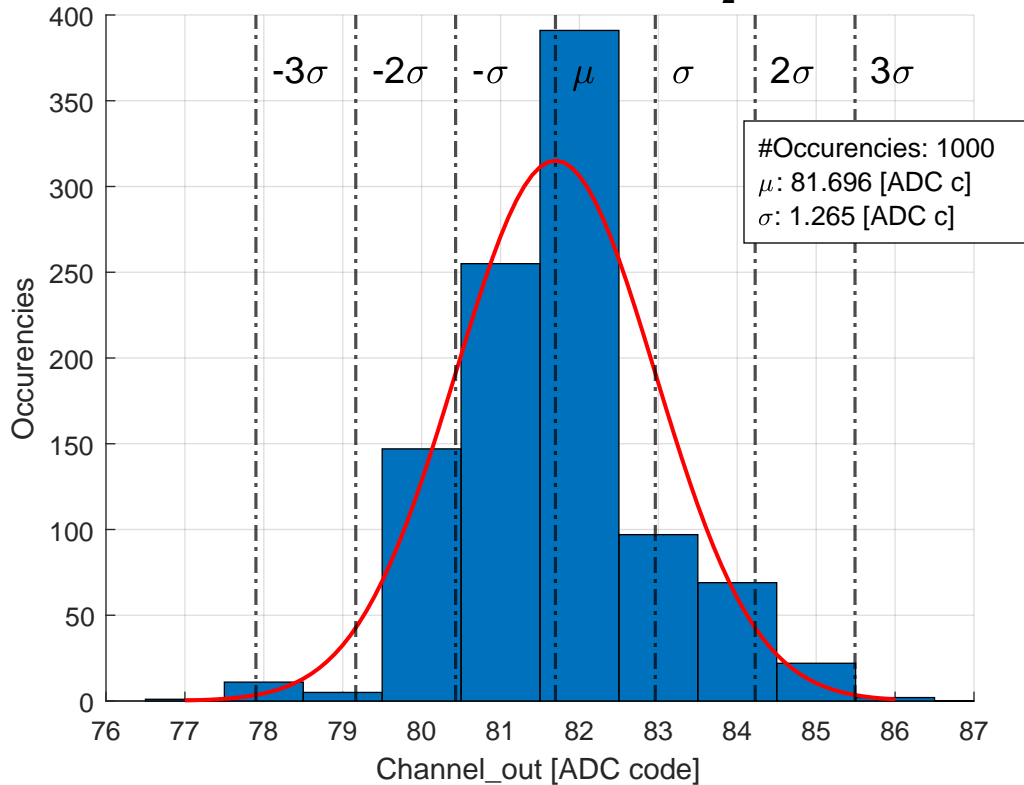 2
400
350
300
250
200
150
100
50
0
Occurencies
-3σ -2σ -σ μ σ 2σ 3σ
#Occurencies: 1000
μ: 81.696 [ADC c]
σ: 1.265 [ADC c]
76 77 78 79 80 81 82 83 84 85 86 87
Channel_out [ADC code]